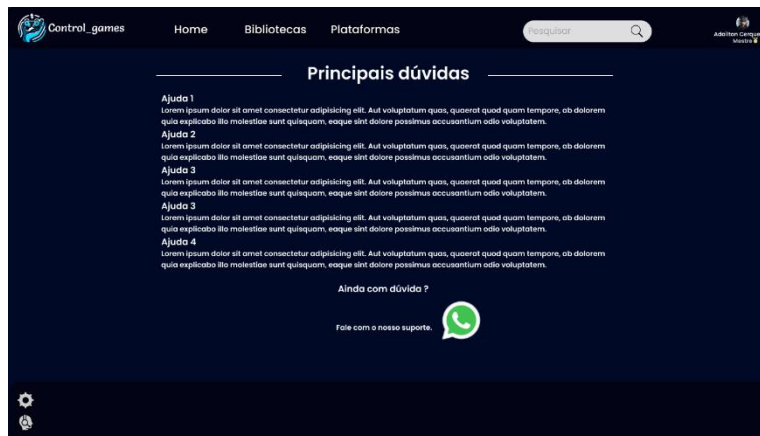 Control_games
Home Bibliotecas Plataformas
Pesquisar
Adailton Cerque
Mestre
Principais dúvidas
Ajuda 1
Lorem ipsum dolor sit amet consectetur adipisicing elit. Aut voluptatum quas, quaerat quod quam tempore, ab dolorem
quia explicabo illo molestiae sunt quisquam, eaque sint dolore possimus accusantium odio voluptatem.
Ajuda 2
Lorem ipsum dolor sit amet consectetur adipisicing elit. Aut voluptatum quas, quaerat quod quam tempore, ab dolorem
quia explicabo illo molestiae sunt quisquam, eaque sint dolore possimus accusantium odio voluptatem.
Ajuda 3
Lorem ipsum dolor sit amet consectetur adipisicing elit. Aut voluptatum quas, quaerat quod quam tempore, ab dolorem
quia explicabo illo molestiae sunt quisquam, eaque sint dolore possimus accusantium odio voluptatem.
Ajuda 3
Lorem ipsum dolor sit amet consectetur adipisicing elit. Aut voluptatum quas, quaerat quod quam tempore, ab dolorem
quia explicabo illo molestiae sunt quisquam, eaque sint dolore possimus accusantium odio voluptatem.
Ajuda 4
Lorem ipsum dolor sit amet consectetur adipisicing elit. Aut voluptatum quas, quaerat quod quam tempore, ab dolorem
quia explicabo illo molestiae sunt quisquam, eaque sint dolore possimus accusantium odio voluptatem.
Ainda com dúvida ?
Fale com o nosso suporte.